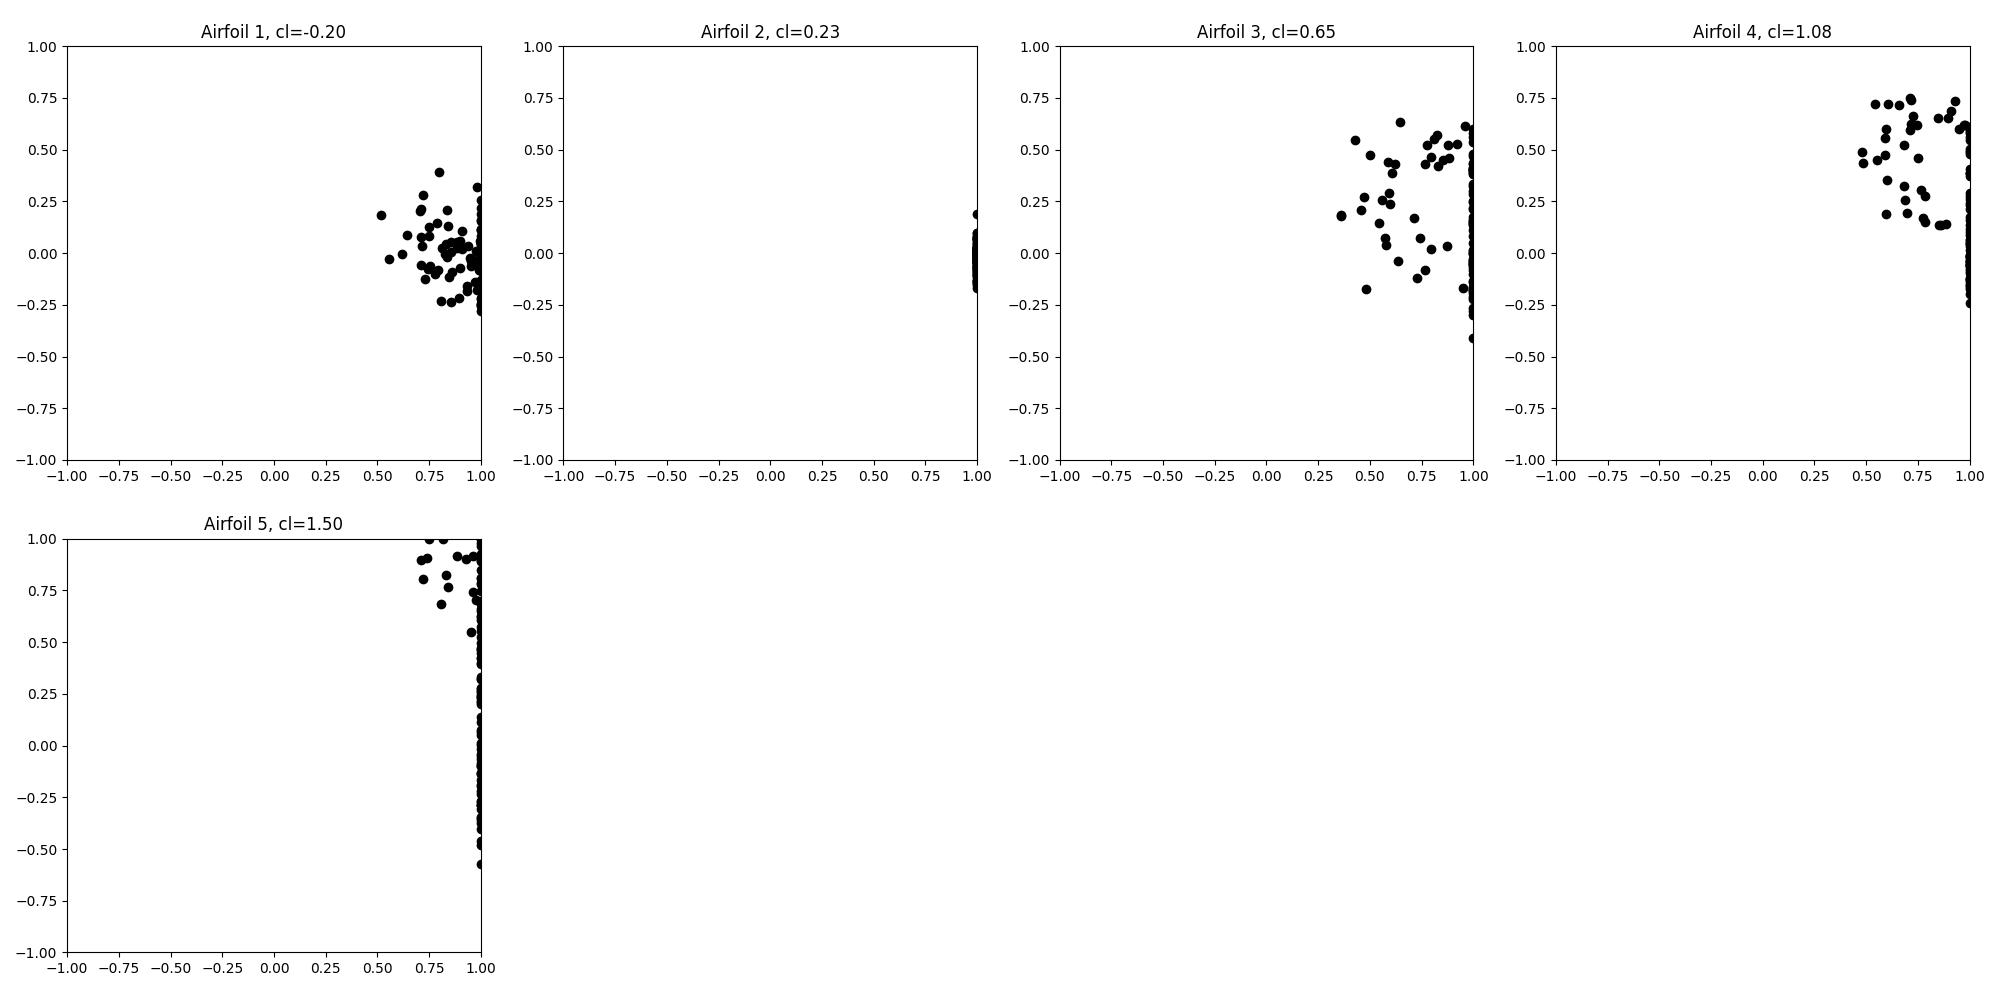 Airfoil 1, cl=-0.20
Airfoil 2, cl=0.23
Airfoil 3, cl=0.65
Airfoil 4, cl=1.08
1.00 1.00 1.00 1.00
0.75 0.75 0.75 0.75
0.50 0.50 0.50 0.50
0.25 0.25 0.25 0.25
0.00 0.00 0.00 0.00
−0.25 −0.25 −0.25 −0.25
−0.50 −0.50 −0.50 −0.50
−0.75 −0.75 −0.75 −0.75
−1.00 −1.00 −1.00 −1.00
−1.00 −0.75 −0.50 −0.25 0.00 0.25 0.50 0.75 1.00
−1.00 −0.75 −0.50 −0.25 0.00 0.25 0.50 0.75 1.00
−1.00 −0.75 −0.50 −0.25 0.00 0.25 0.50 0.75 1.00
−1.00 −0.75 −0.50 −0.25 0.00 0.25 0.50 0.75 1.00
Airfoil 5, cl=1.50
1.00
0.75
0.50
0.25
0.00
−0.25
−0.50
−0.75
−1.00
−1.00 −0.75 −0.50 −0.25 0.00 0.25 0.50 0.75 1.00